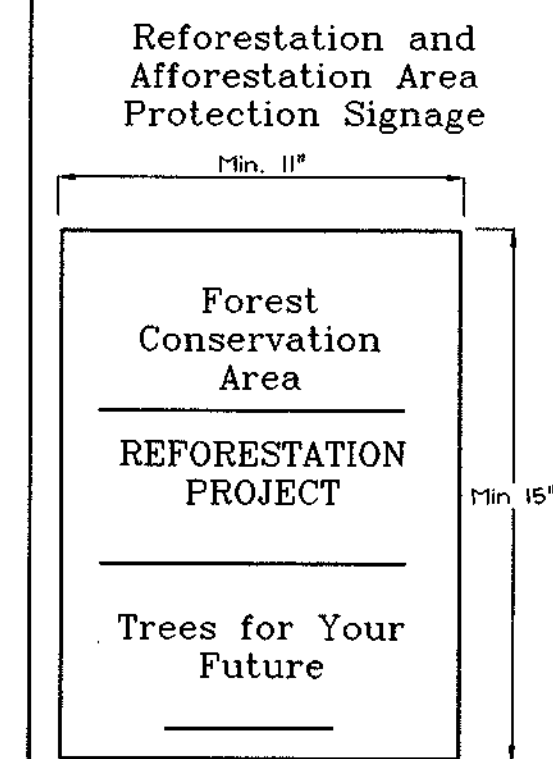 Reforestation and
Afforestation Area
Protection Signage
Min. 11"
Forest
Conservation
Area
REFORESTATION
PROJECT
Min 15"
Trees for Your
Future